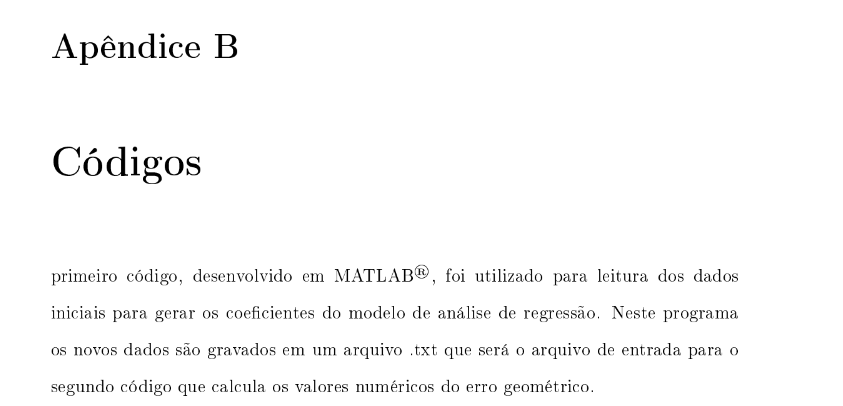 Apêndice B
Códigos
primeiro código, desenvolvido em MATLAB®, foi utilizado para leitura dos dados
iniciais para gerar os coeficientes do modelo de análise de regressão. Neste programa
os novos dados são gravados em um arquivo .txt que será o arquivo de entrada para o
segundo código que calcula os valores numéricos do erro geométrico.